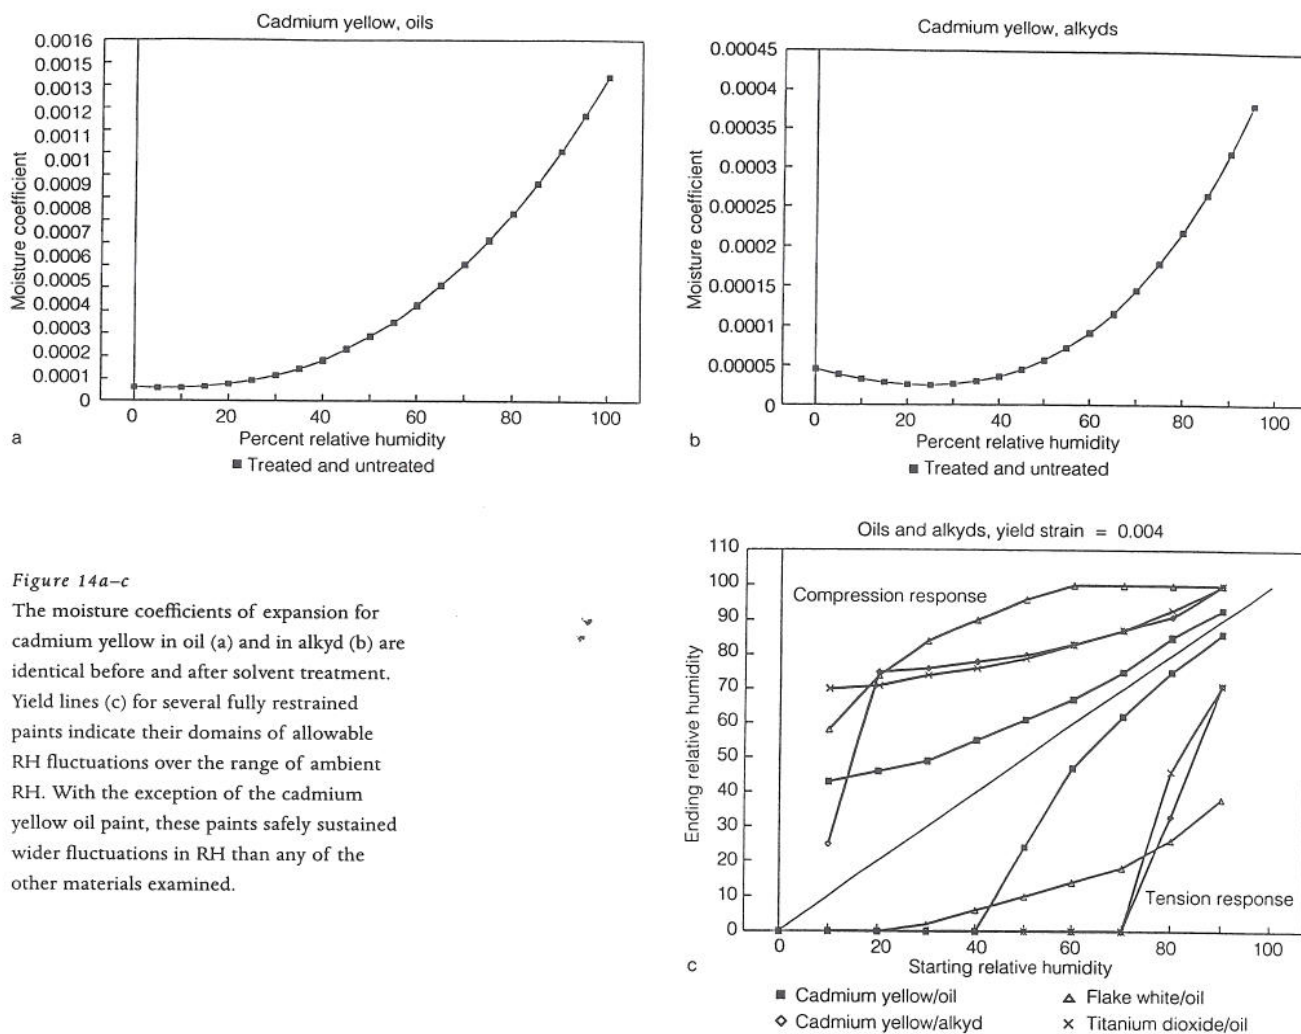 Cadmium yellow, oils
0.0016
0.0015
0.0013
0.0012
0.0011
0.001
0.0009
0.0008
0.0007
0.0006
0.0005
0.0004
0.0003
0.0002
0.0001
0
Moisture coefficient
0 20 40 60 80 100
Percent relative humidity
a
Treated and untreated
Cadmium yellow, alkyds
0.00045
0.0004
0.00035
0.0003
0.00025
0.0002
0.00015
0.0001
0.00005
0
Moisture coefficient
0 20 40 60 80 100
Percent relative humidity
b
Treated and untreated
Figure 14a–c
The moisture coefficients of expansion for
cadmium yellow in oil (a) and in alkyd (b) are
identical before and after solvent treatment.
Yield lines (c) for several fully restrained
paints indicate their domains of allowable
RH fluctuations over the range of ambient
RH. With the exception of the cadmium
yellow oil paint, these paints safely sustained
wider fluctuations in RH than any of the
other materials examined.
Oils and alkyds, yield strain = 0.004
110
100
90
80
70
60
50
40
30
20
10
0
Ending relative humidity
Compression response
Tension response
0 20 40 60 80 100
Starting relative humidity
c
Cadmium yellow/oil
Flake white/oil
Cadmium yellow/alkyd
Titanium dioxide/oil